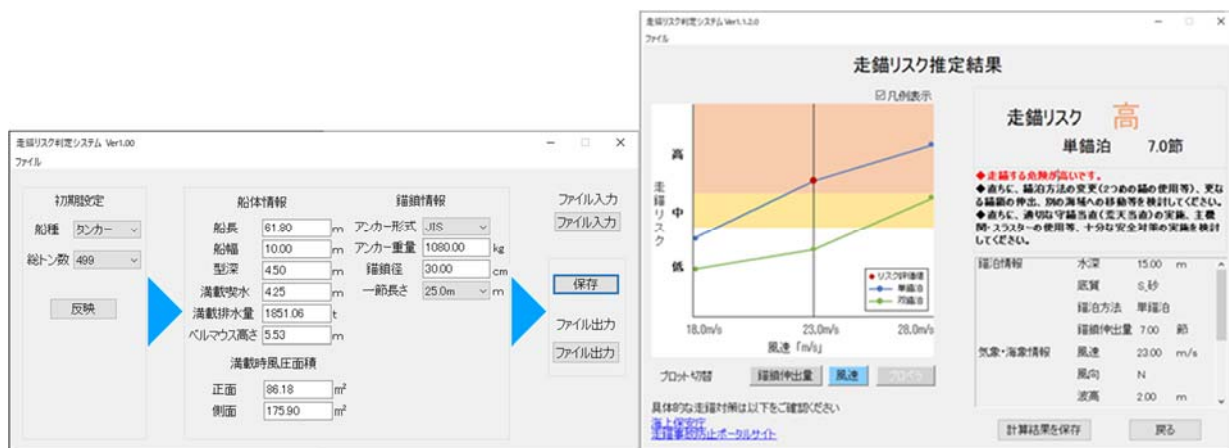 走錨リスク判定システム Ver1.00
ファイル
初期設定
船種 タンカー
総トン数 499
反映
船体情報
船長 61.80 m
船幅 10.00 m
型深 4.50 m
満載喫水 4.25 m
満載排水量 1851.06 t
ベルマウス高さ 5.53 m
満載時風圧面積
正面 86.18 m²
側面 175.90 m²
錨鎖情報
アンカー形式 JIS
アンカー重量 1080.00 kg
錨鎖径 30.00 cm
一節長さ 25.0m m
ファイル入力
ファイル入力
保存
ファイル出力
ファイル出力
走錨リスク判定システム Ver1.1.2.0
ファイル
走錨リスク推定結果
凡例表示
走錨リスク
高
中
低
リスク評価値
単錨泊
双錨泊
18.0m/s 23.0m/s 28.0m/s
風速「m/s」
プロット切替 錨鎖伸出量 風速 プロペラ
具体的な走錨対策は以下をご確認ください
海上保安庁
走錨事故防止ポータルサイト
走錨リスク 高
単錨泊 7.0節
◆走錨する危険が高いです。
◆直ちに、錨泊方法の変更(2つめの錨の使用等)、更な
る錨鎖の伸出、別の海域への移動等を検討してください。
◆直ちに、適切な守錨当直(荒天当直)の実施、主機
関・スラスターの使用等、十分な安全対策の実施を検討
してください。
錨泊情報 水深 15.00 m
底質 S,砂
錨泊方法 単錨泊
錨鎖伸出量 7.00 節
気象・海象情報 風速 23.00 m/s
風向 N
波高 2.00 m
計算結果を保存 戻る